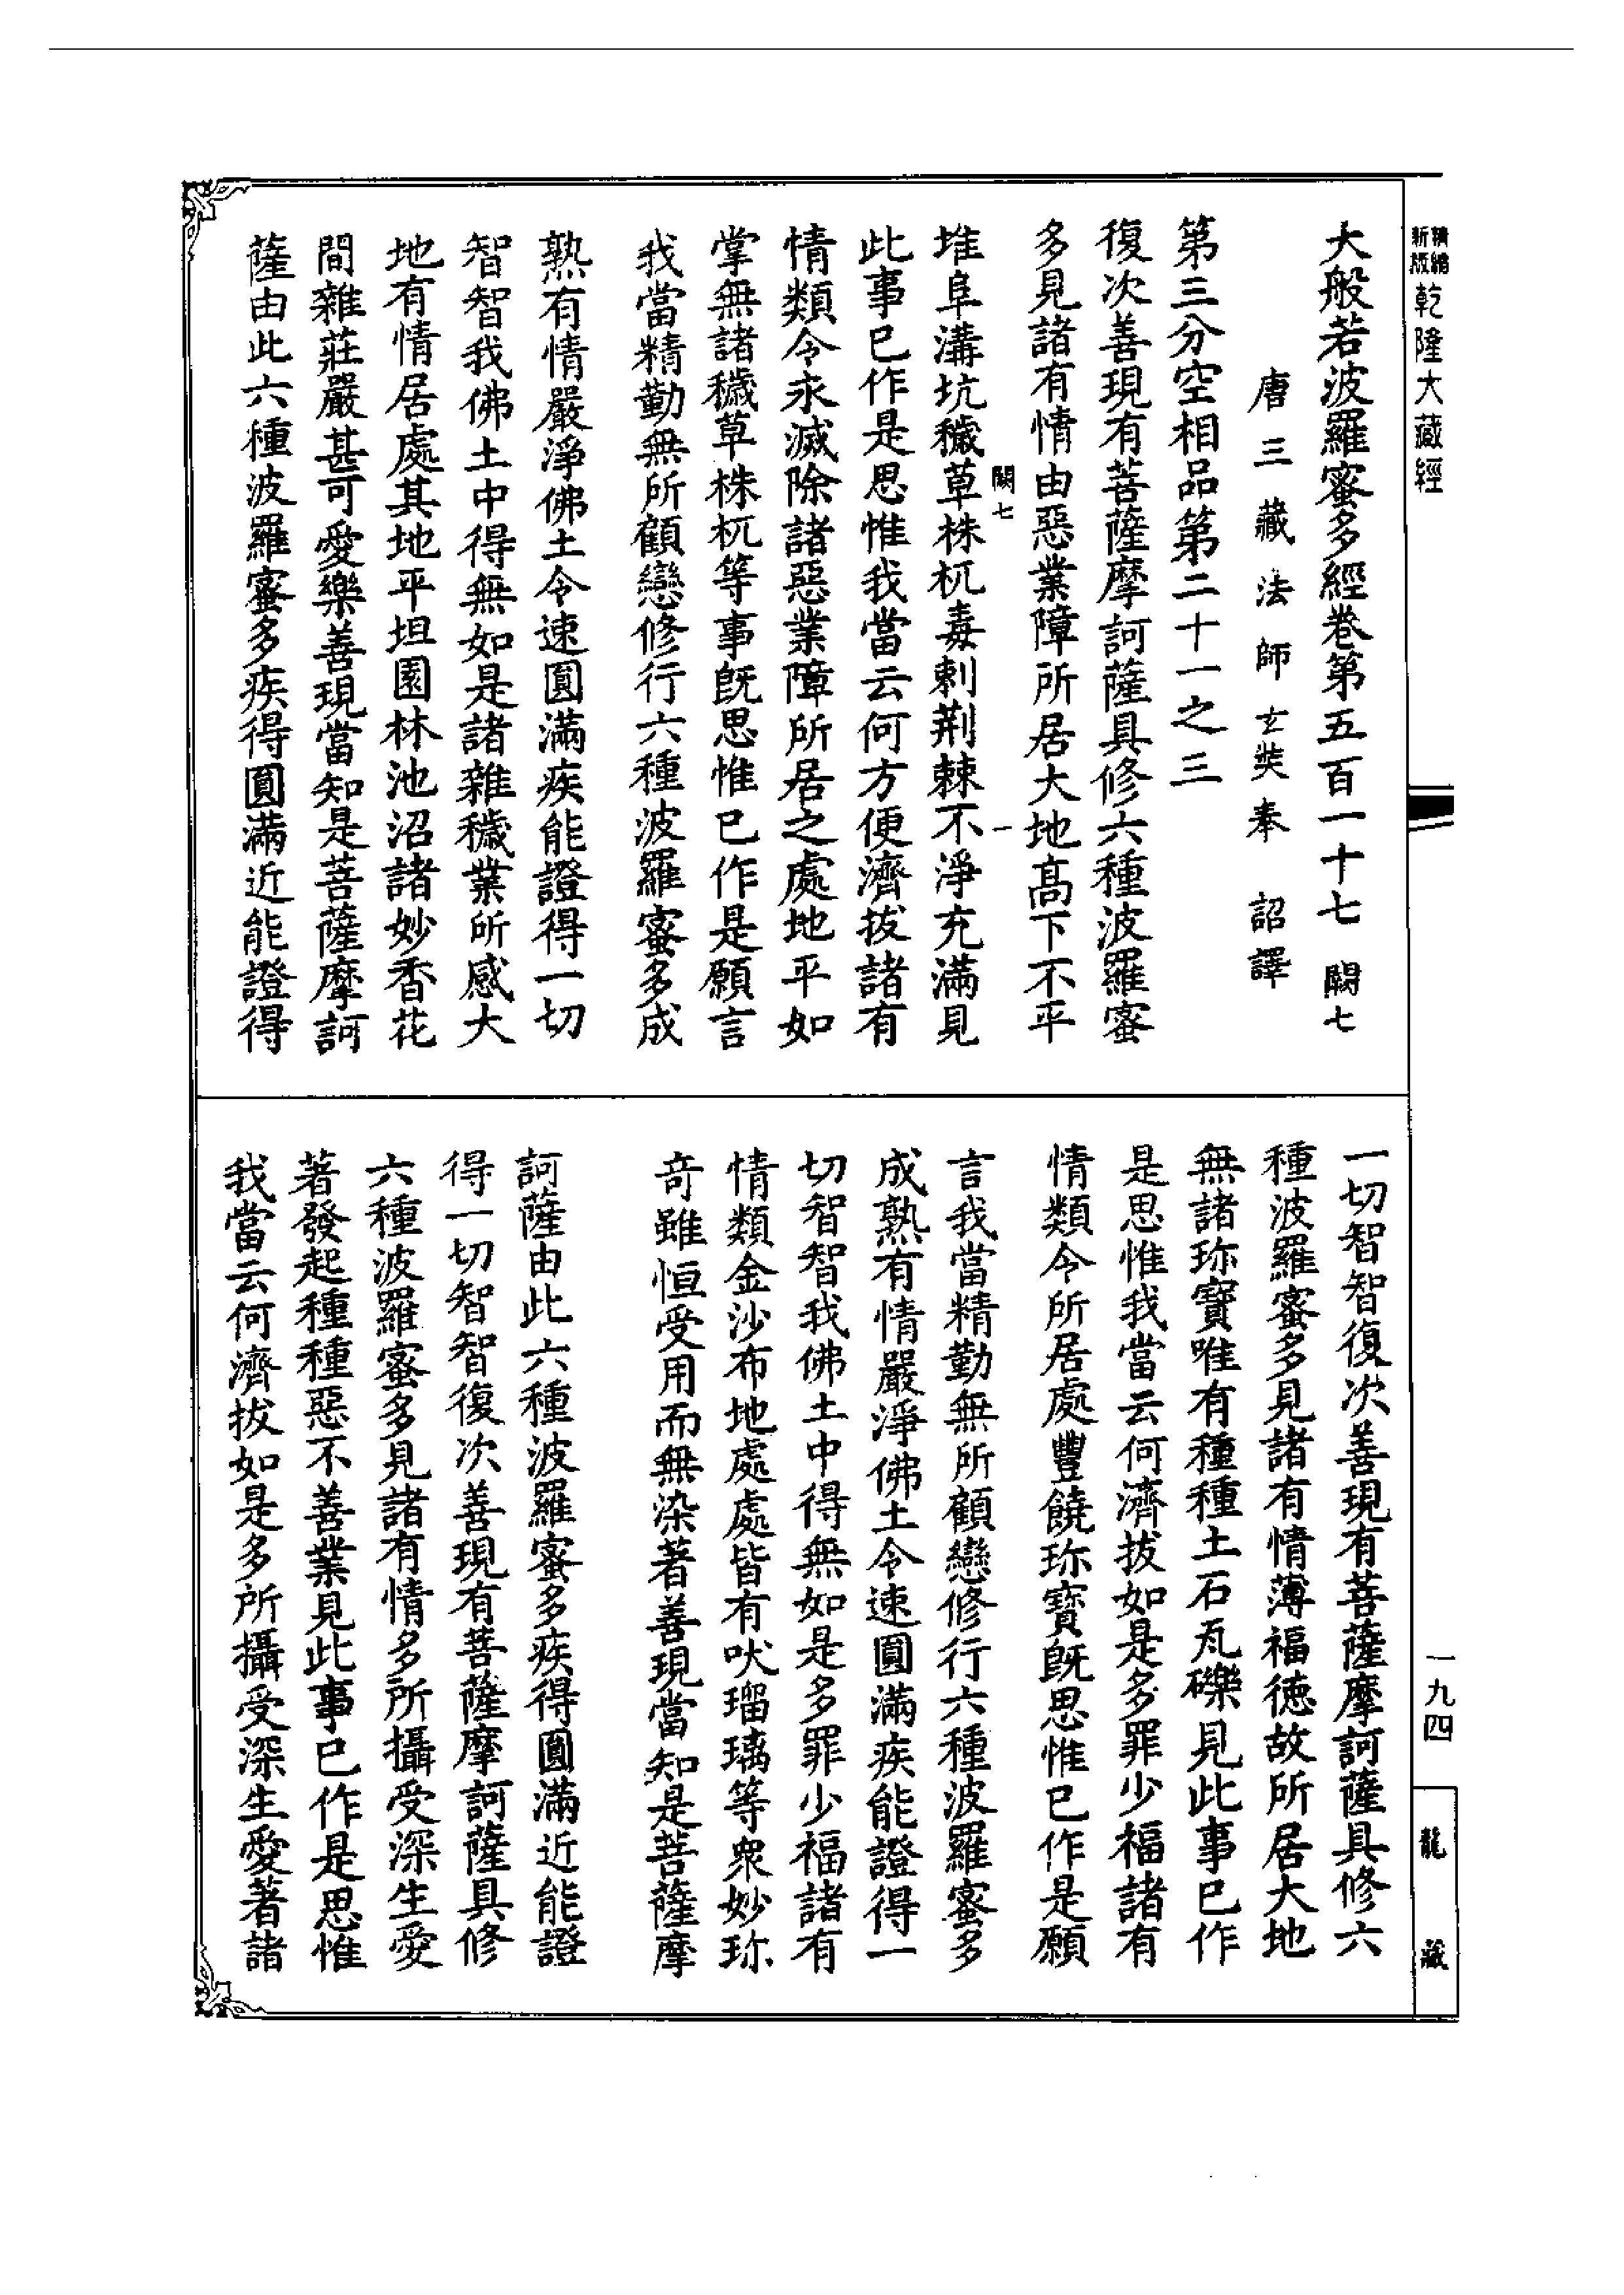 精縮新版乾隆大藏經
大般若波羅蜜多經卷第五百一十七 闕七
唐三藏法師玄奘奉 詔譯
第三分空相品第二十一之三
復次善現有菩薩摩訶薩具修六種波羅蜜
多見諸有情由惡業障所居大地高下不平
闕七 一
堆阜溝坑穢草株杌毒刺荆棘不淨充滿見
此事已作是思惟我當云何方便濟拔諸有
情類令永滅除諸惡業障所居之處地平如
掌無諸穢草株杌等事旣思惟已作是願言
我當精勤無所顧戀修行六種波羅蜜多成
熟有情嚴淨佛土令速圓滿疾能證得一切
智智我佛土中得無如是諸雜穢業所感大
地有情居處其地平坦園林池沼諸妙香花
間雜莊嚴甚可愛樂善現當知是菩薩摩訶
薩由此六種波羅蜜多疾得圓滿近能證得
一切智智復次善現有菩薩摩訶薩具修六
種波羅蜜多見諸有情薄福德故所居大地
無諸珎寶唯有種種土石瓦礫見此事已作
是思惟我當云何濟拔如是多罪少福諸有
情類令所居處豐饒珎寶旣思惟已作是願
言我當精勤無所顧戀修行六種波羅蜜多
成熟有情嚴淨佛土令速圓滿疾能證得一
切智智我佛土中得無如是多罪少福諸有
情類金沙布地處處皆有吠瑠璃等衆妙珎
奇雖恒受用而無染著善現當知是菩薩摩
訶薩由此六種波羅蜜多疾得圓滿近能證
得一切智智復次善現有菩薩摩訶薩具修
六種波羅蜜多見諸有情多所攝受深生愛
著發起種種惡不善業見此事已作是思惟
我當云何濟拔如是多所攝受深生愛著諸
一九四
龍藏